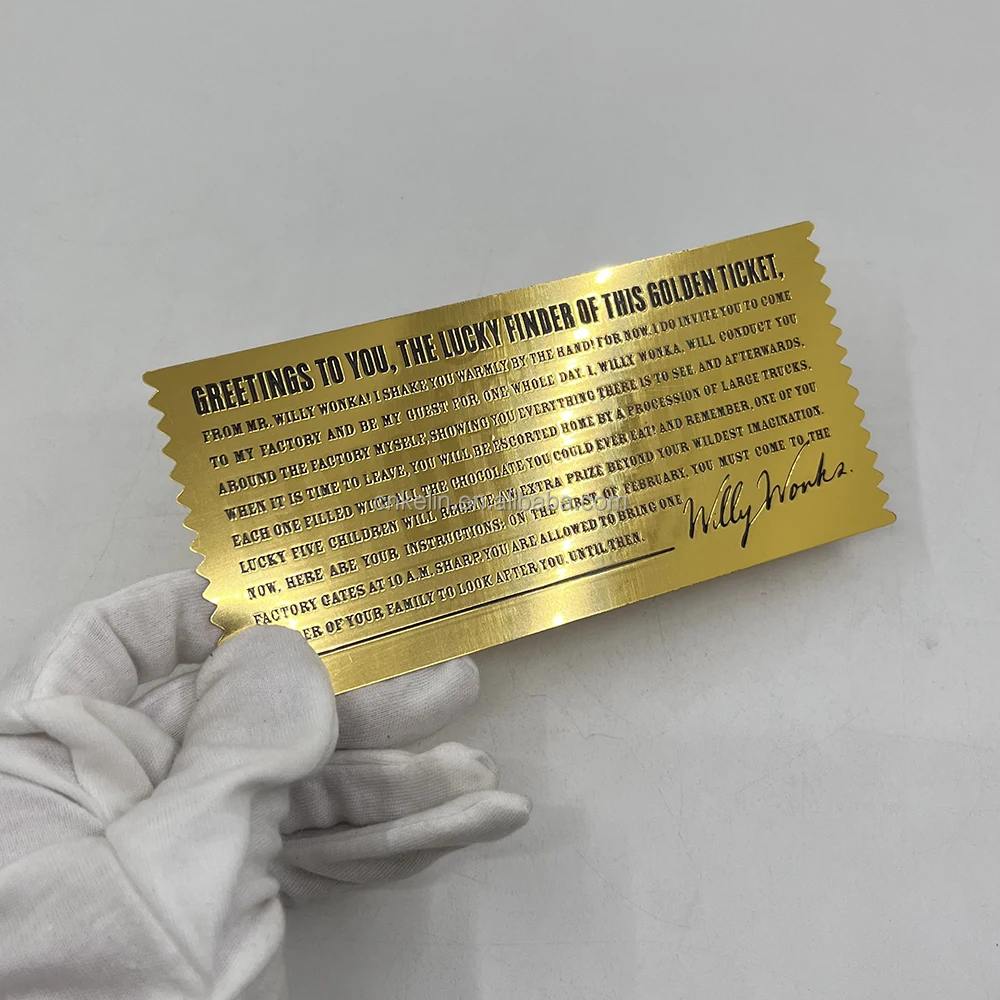 GREETINGS TO YOU, THE LUCKY FINDER OF THIS GOLDEN TICKET,
FROM MR. WILLY WONKA! I SHAKE YOU WARMLY BY THE HAND! FOR NOW, I DO INVITE YOU TO COME
TO MY FACTORY AND BE MY GUEST FOR ONE WHOLE DAY. I, WILLY WONKA, WILL CONDUCT YOU
AROUND THE FACTORY MYSELF, SHOWING YOU EVERYTHING THERE IS TO SEE AND AFTERWARDS,
WHEN IT IS TIME TO LEAVE, YOU WILL BE ESCORTED HOME BY A PROCESSION OF LARGE TRUCKS,
EACH ONE FILLED WITH ALL THE CHOCOLATE YOU COULD EVER EAT! AND REMEMBER, ONE OF YOU
LUCKY FIVE CHILDREN WILL RECEIVE AN EXTRA PRIZE BEYOND YOUR WILDEST IMAGINATION.
NOW, HERE ARE YOUR INSTRUCTIONS: ON THE FIRST OF FEBRUARY, YOU MUST COME TO THE
FACTORY GATES AT 10 A.M. SHARP YOU ARE ALLOWED TO BRING ONE
ER OF YOUR FAMILY TO LOOK AFTER YOU. UNTIL THEN.
Willy Wonka.
cnkelin.en.alibaba.com